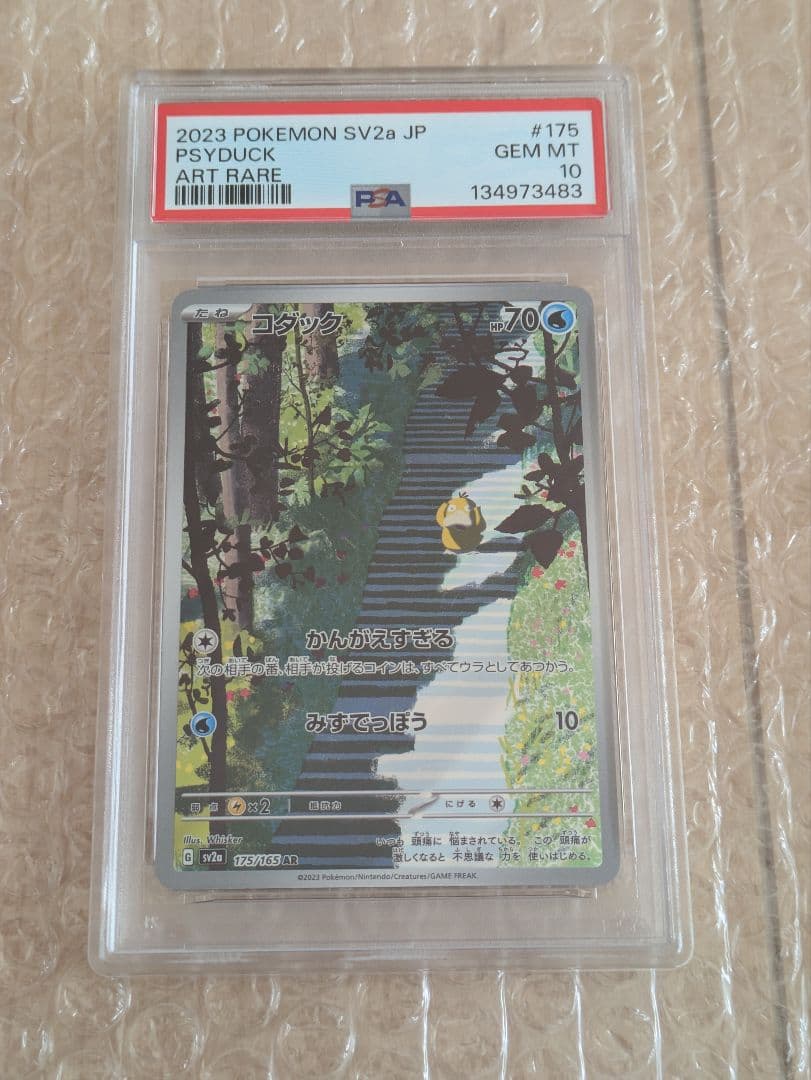 2023 POKEMON SV2a JP #175
PSYDUCK GEM MT
ART RARE 10
PSA 134973483
たね コダック HP70
かんがえすぎる
次の相手の番、相手が投げるコインは、すべてウラとしてあつかう。
みずでっぽう 10
弱点 ×2 抵抗力 にげる
Illus. Whisker
いつも 頭痛に 悩まされている。 この 頭痛が
G sv2a 175/165 AR 激しくなると 不思議な 力を 使いはじめる。
©2023 Pokémon/Nintendo/Creatures/GAME FREAK.